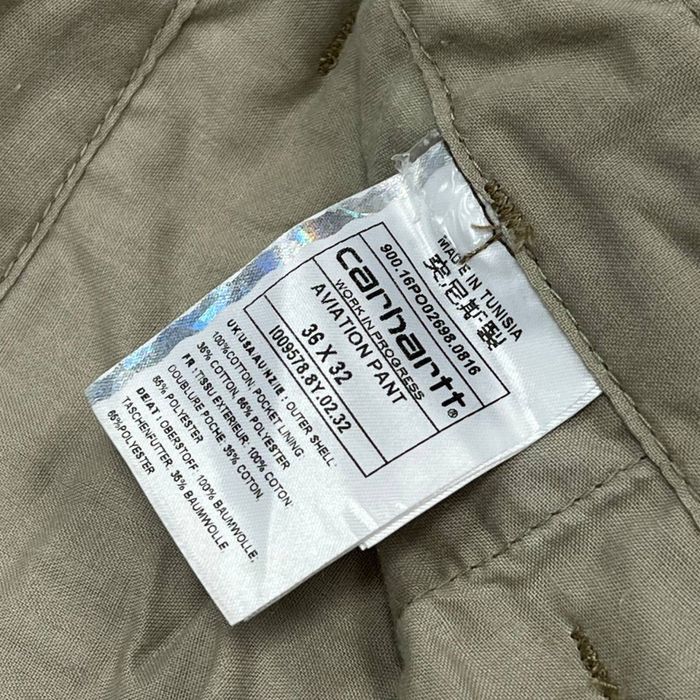 MADE IN TUNISIA
突尼斯製
900.16PO02698.0816
carhartt®
WORK IN PROGRESS
AVIATION PANT
36 X 32
I009578.8Y.02.32
UK/USA/AU/NZ/IE : OUTER SHELL:
100%COTTON, POCKET LINING
35% COTTON, 65% POLYESTER
FR : TISSU EXTERIEUR: 100% COTON
DOUBLURE POCHE: 35% COTON,
65% POLYESTER
DE/AT : OBERSTOFF: 100% BAUMWOLLE,
TASCHENFUTTER: 35% BAUMWOLLE
65%POLYESTER